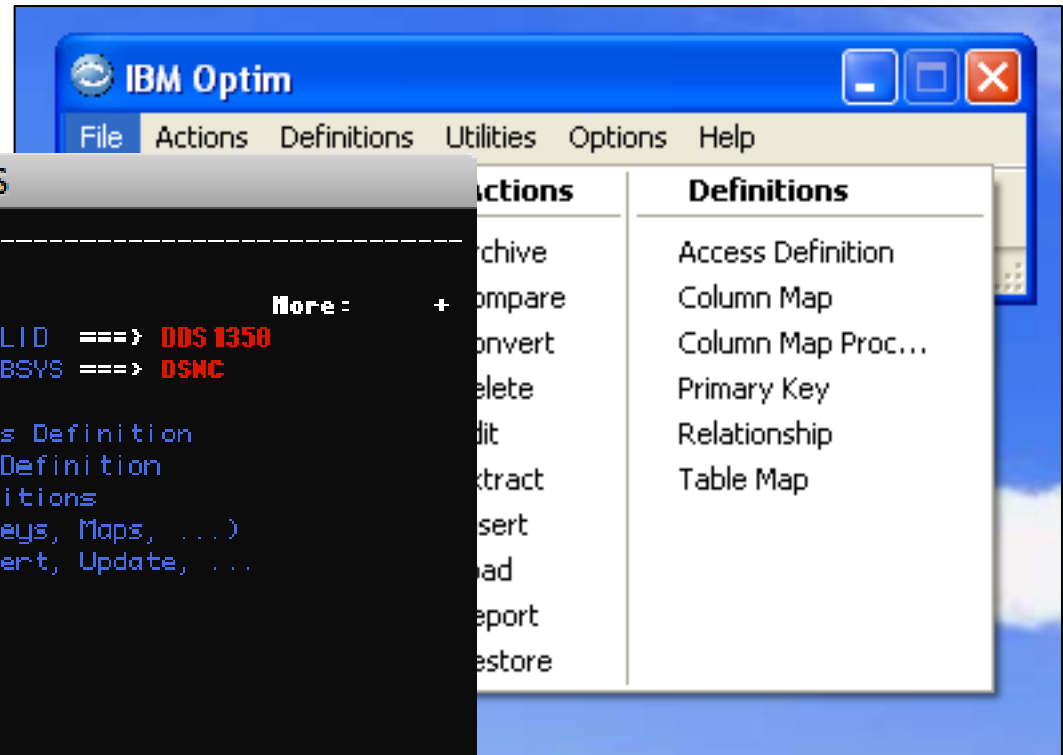 IBM Optim
File Actions Definitions Utilities Options Help
S
ctions
rchive
ompare
onvert
elete
dit
xtract
sert
oad
eport
estore
Definitions
Access Definition
Column Map
Column Map Proc...
Primary Key
Relationship
Table Map
More: +
LID ===> DDS1350
BSYS ===> DSNC
s Definition
Definition
itions
eys, Maps, ...)
ert, Update, ...